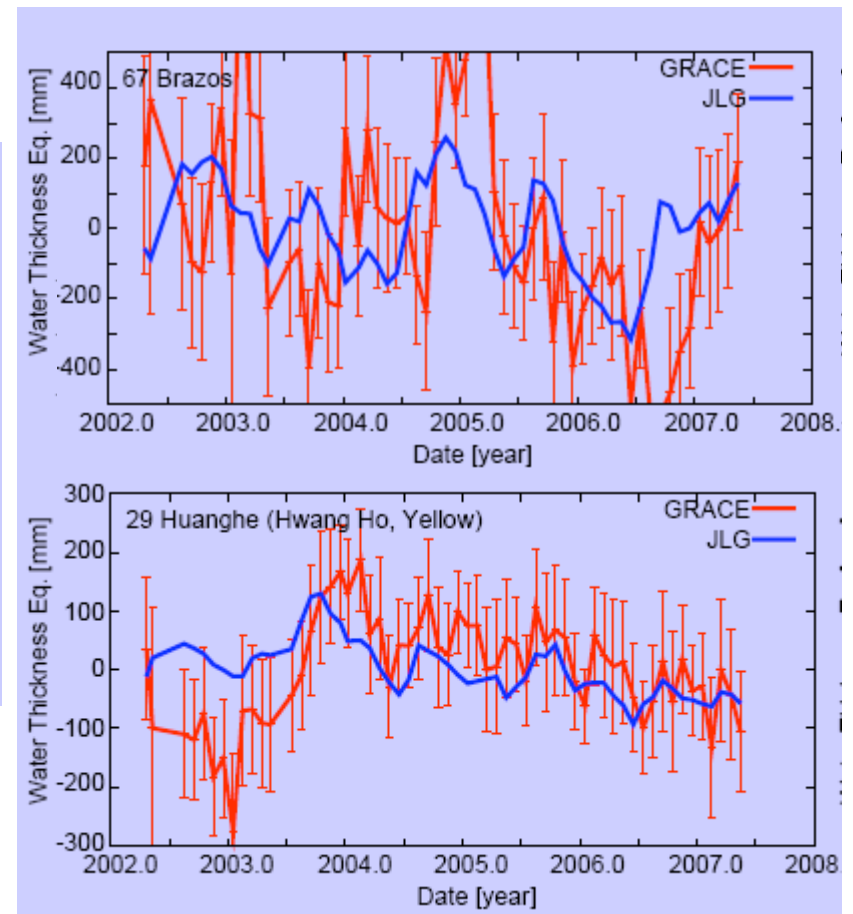 67 Brazos
GRACE
JLG
Water Thickness Eq. [mm]
400
200
0
-200
-400
2002.0 2003.0 2004.0 2005.0 2006.0 2007.0 2008.
Date [year]
29 Huanghe (Hwang Ho, Yellow)
GRACE
JLG
Water Thickness Eq. [mm]
300
200
100
0
-100
-200
-300
2002.0 2003.0 2004.0 2005.0 2006.0 2007.0 2008.
Date [year]